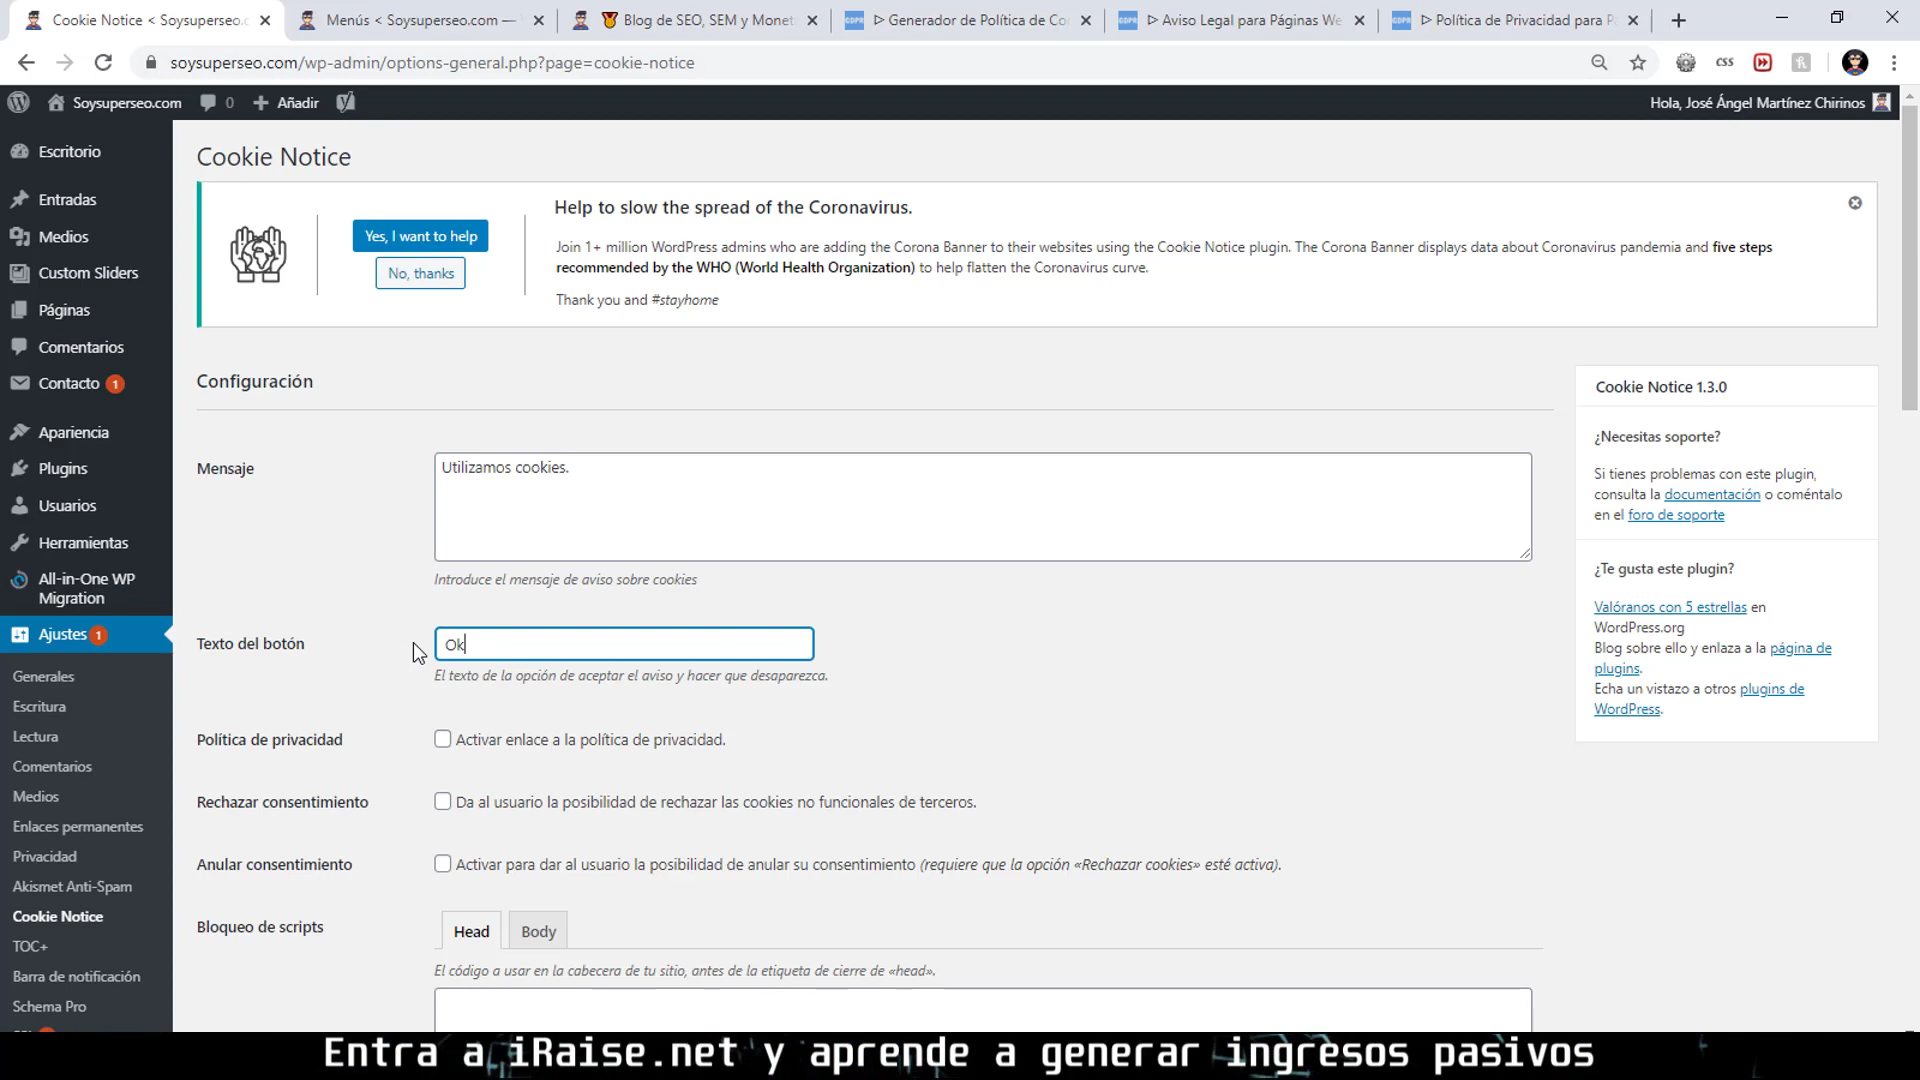 Cookie Notice < Soysuperseo.c
Menús < Soysuperseo.com —
Blog de SEO, SEM y Monet
Generador de Política de Co
Aviso Legal para Páginas We
Política de Privacidad para P
soysuperseo.com/wp-admin/options-general.php?page=cookie-notice
CSS
Soysuperseo.com
0
Añadir
Hola, José Ángel Martínez Chirinos
Escritorio
Entradas
Medios
Custom Sliders
Páginas
Comentarios
Contacto 1
Apariencia
Plugins
Usuarios
Herramientas
All-in-One WP
Migration
Ajustes 1
Generales
Escritura
Lectura
Comentarios
Medios
Enlaces permanentes
Privacidad
Akismet Anti-Spam
Cookie Notice
TOC+
Barra de notificación
Schema Pro
Cookie Notice
Yes, I want to help
No, thanks
Help to slow the spread of the Coronavirus.
Join 1+ million WordPress admins who are adding the Corona Banner to their websites using the Cookie Notice plugin. The Corona Banner displays data about Coronavirus pandemia and five steps
recommended by the WHO (World Health Organization) to help flatten the Coronavirus curve.
Thank you and #stayhome
Configuración
Mensaje
Utilizamos cookies.
Introduce el mensaje de aviso sobre cookies
Texto del botón
Ok
El texto de la opción de aceptar el aviso y hacer que desaparezca.
Política de privacidad
Activar enlace a la política de privacidad.
Rechazar consentimiento
Da al usuario la posibilidad de rechazar las cookies no funcionales de terceros.
Anular consentimiento
Activar para dar al usuario la posibilidad de anular su consentimiento (requiere que la opción «Rechazar cookies» esté activa).
Bloqueo de scripts
Head
Body
El código a usar en la cabecera de tu sitio, antes de la etiqueta de cierre de «head».
Cookie Notice 1.3.0
¿Necesitas soporte?
Si tienes problemas con este plugin,
consulta la documentación o coméntalo
en el foro de soporte
¿Te gusta este plugin?
Valóranos con 5 estrellas en
WordPress.org
Blog sobre ello y enlaza a la página de
plugins.
Echa un vistazo a otros plugins de
WordPress.
Entra a iRaise.net y aprende a generar ingresos pasivos